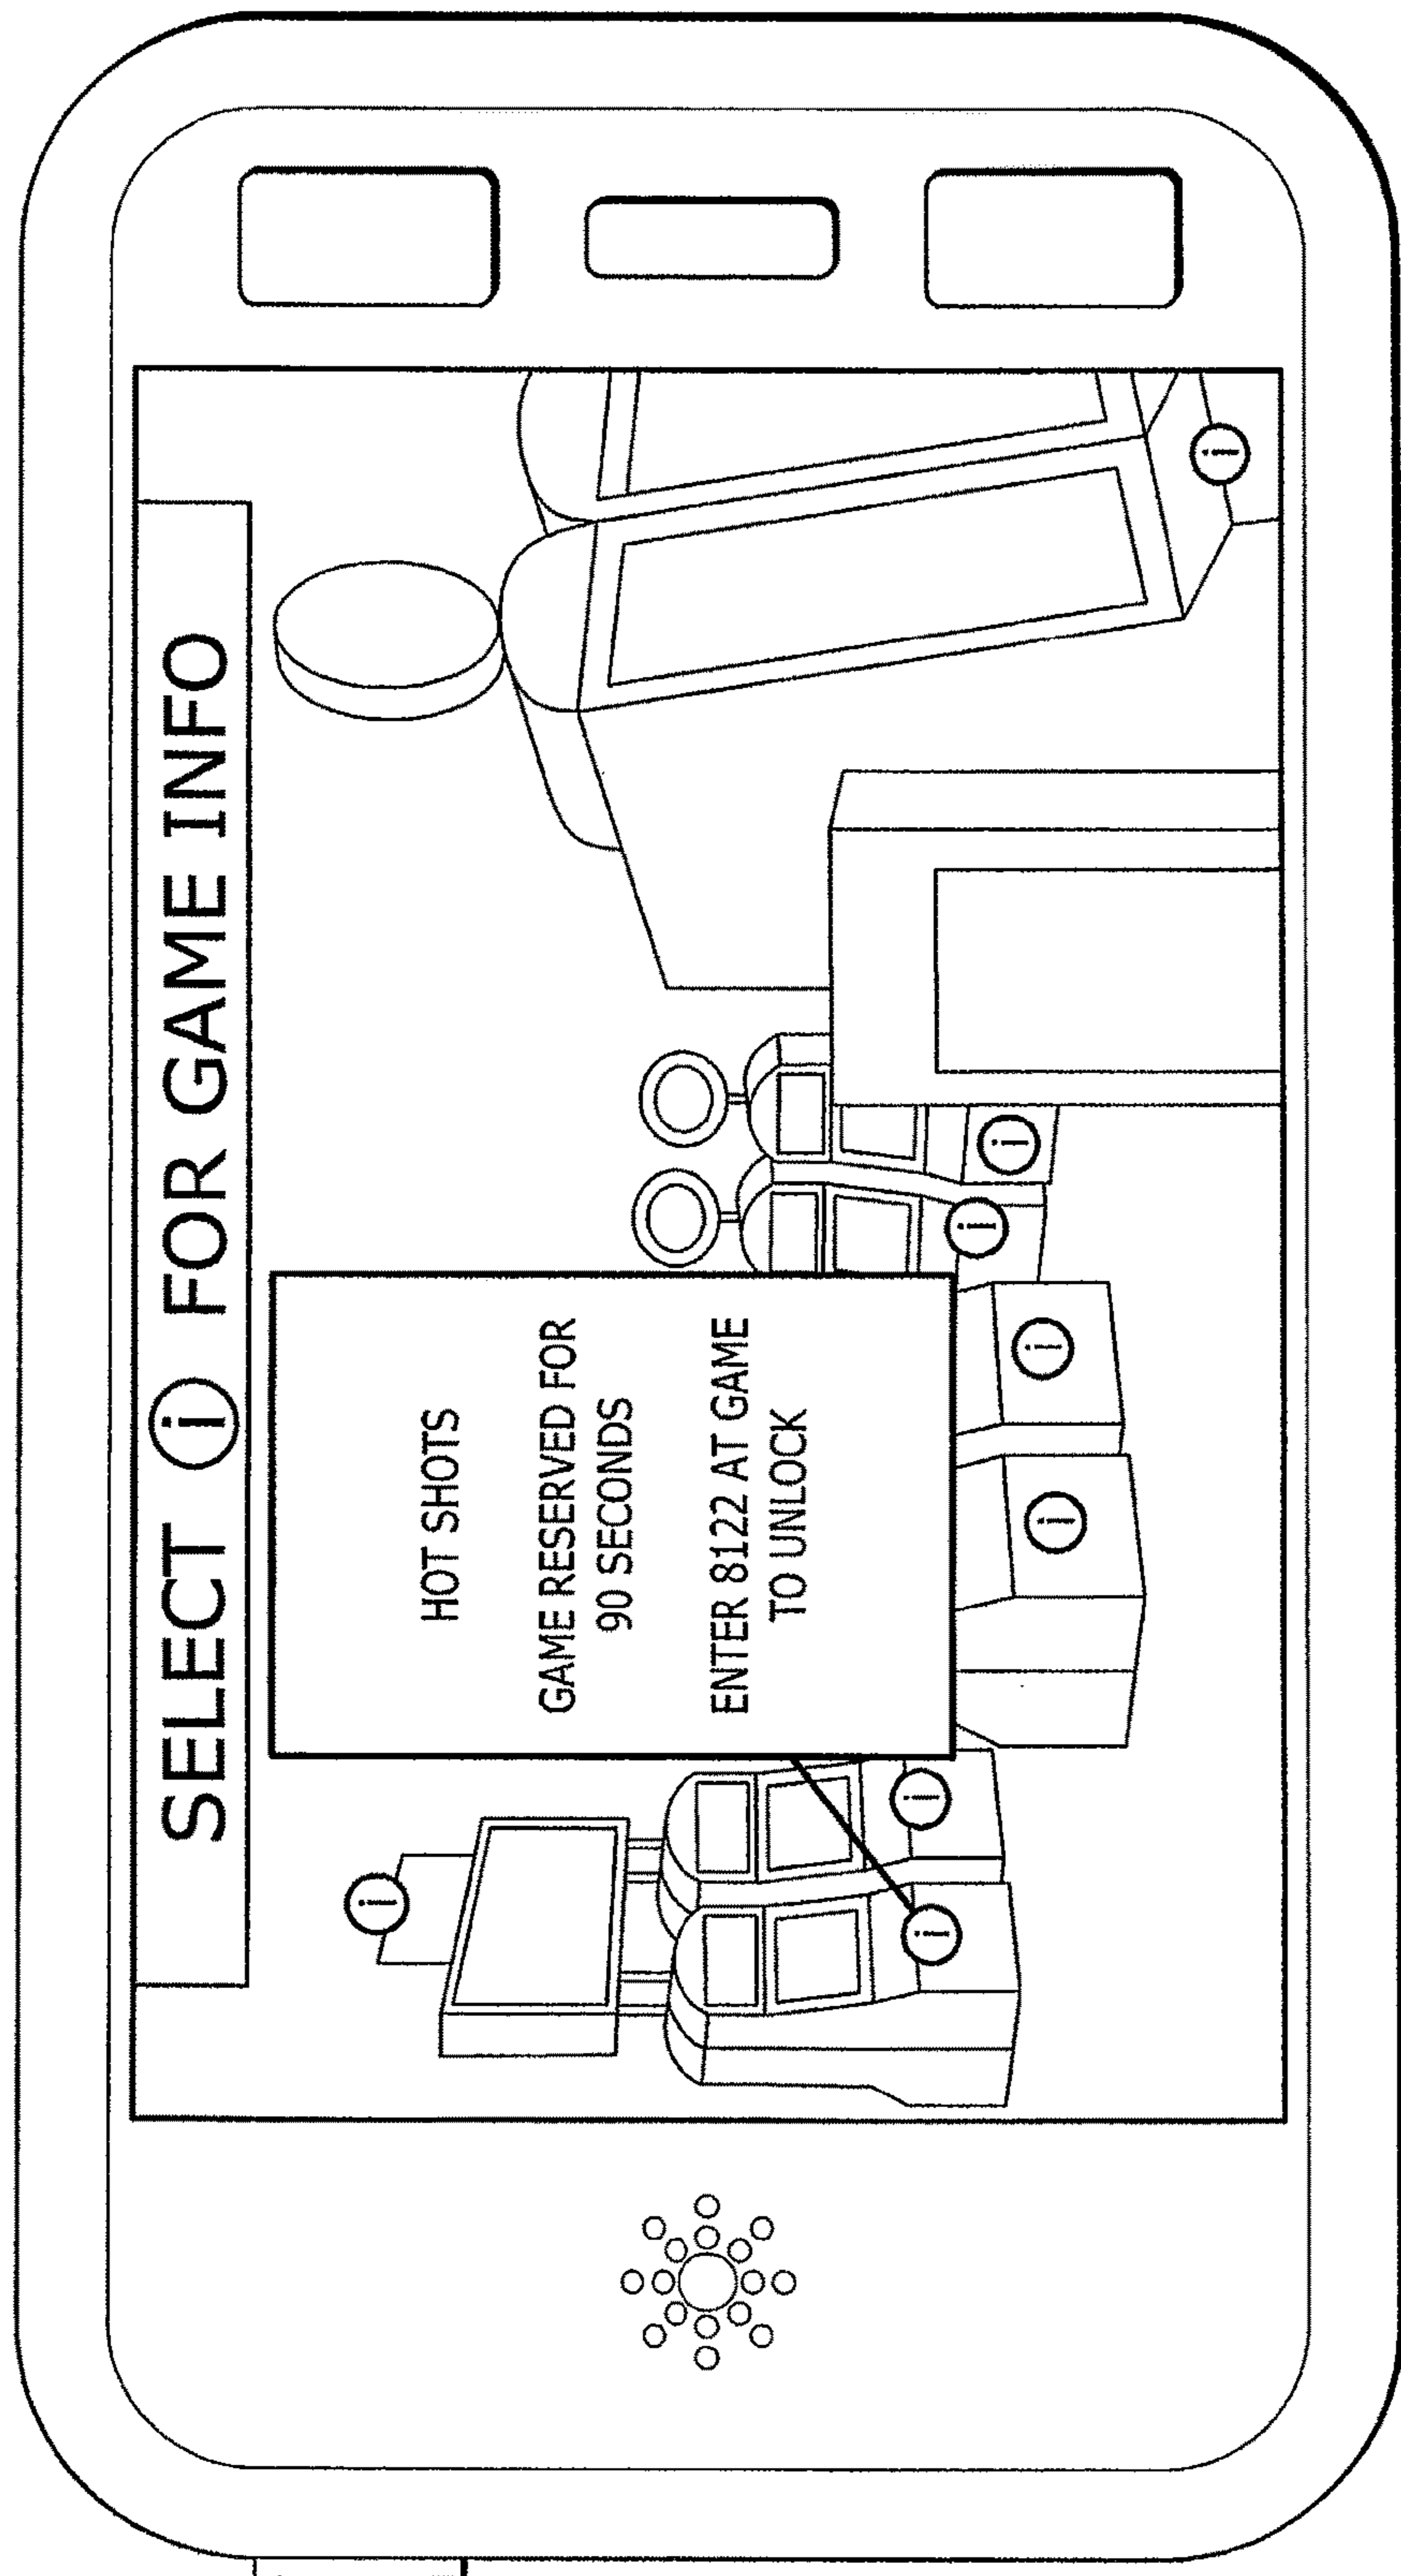 SELECT i FOR GAME INFO
HOT SHOTS
GAME RESERVED FOR
90 SECONDS
ENTER 8122 AT GAME
TO UNLOCK
i
i
i
i
i
i
i
i